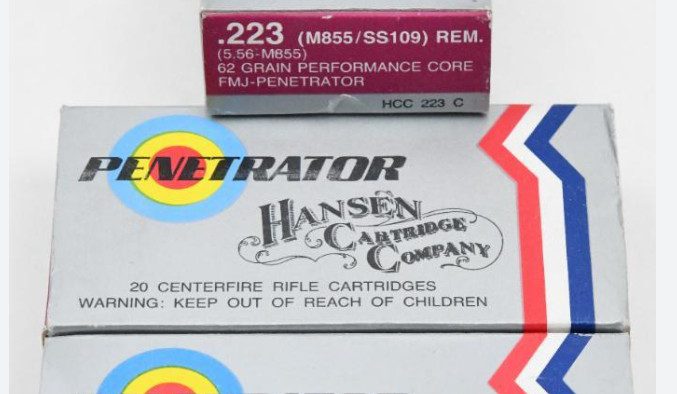 .223 (M855/SS109) REM.
(5.56-M855)
62 GRAIN PERFORMANCE CORE
FMJ-PENETRATOR
HCC 223 C
PENETRATOR
HANSEN
CARTRIDGE
COMPANY
20 CENTERFIRE RIFLE CARTRIDGES
WARNING: KEEP OUT OF REACH OF CHILDREN